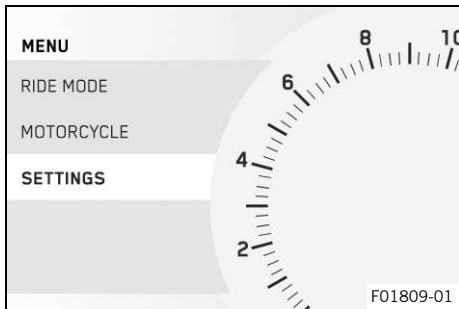 MENU
RIDE MODE
MOTORCYCLE
SETTINGS
2
4
6
8
10
F01809-01